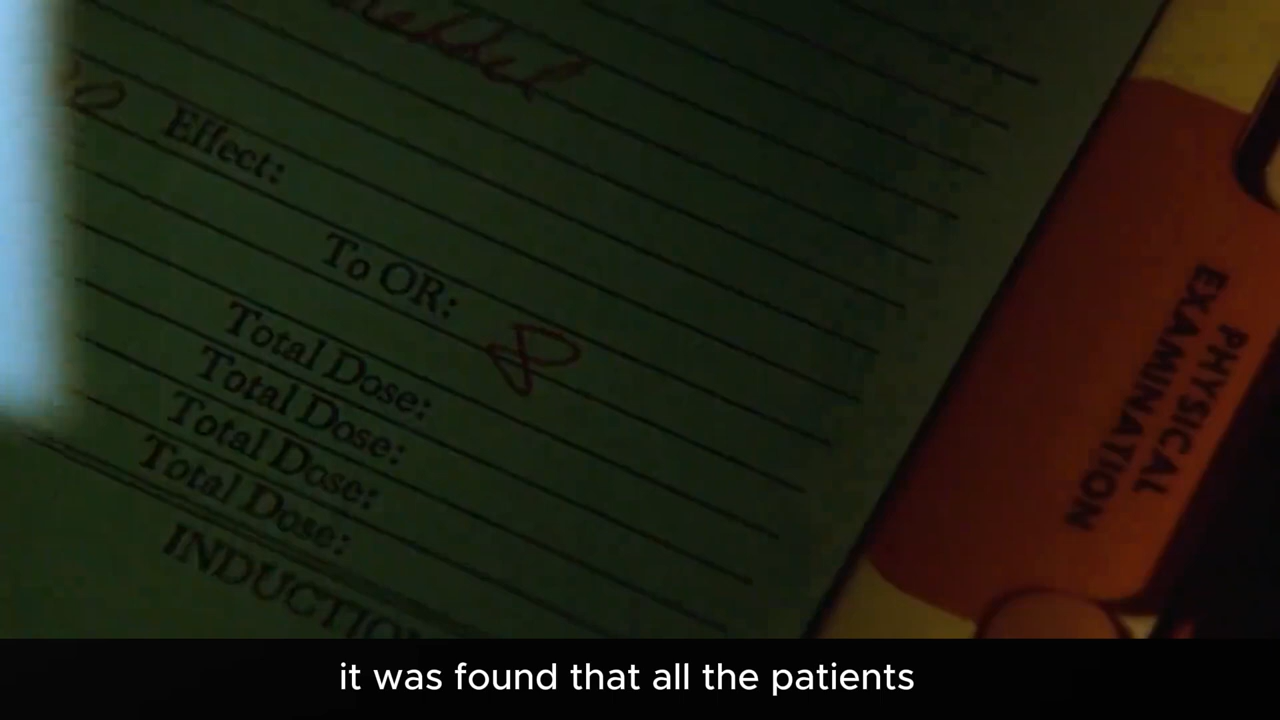 Effect:
To OR: 8
Total Dose:
Total Dose:
Total Dose:
Total Dose:
PHYSICAL
EXAMINATION
it was found that all the patients